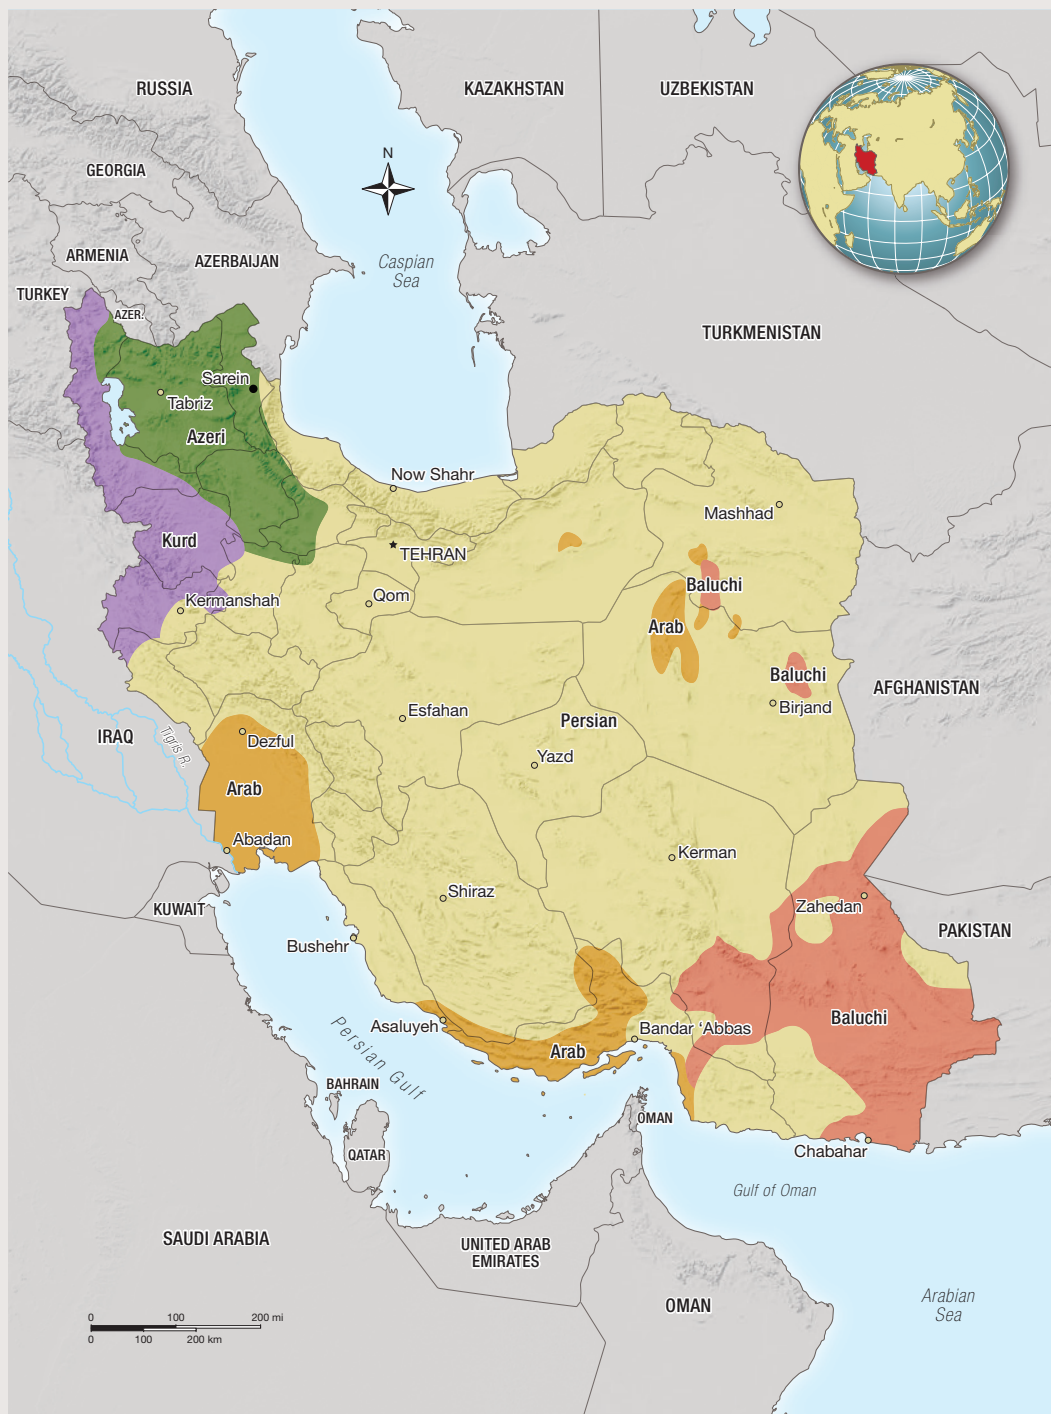 RUSSIA
KAZAKHSTAN
UZBEKISTAN
N
GEORGIA
ARMENIA
AZERBAIJAN
Caspian
Sea
TURKEY
AZER.
TURKMENISTAN
Sarein
Tabriz
Azeri
Now Shahr
Mashhad
Kurd
TEHRAN
Baluchi
Kermanshah
Qom
Arab
Baluchi
AFGHANISTAN
Birjand
Esfahan
Persian
IRAQ
Tigris R.
Dezful
Yazd
Arab
Abadan
Kerman
Shiraz
Zahedan
KUWAIT
PAKISTAN
Bushehr
Baluchi
Asaluyeh
Bandar ‘Abbas
Persian Gulf
Arab
BAHRAIN
OMAN
QATAR
Chabahar
Gulf of Oman
SAUDI ARABIA
UNITED ARAB
EMIRATES
OMAN
Arabian
Sea
0 100 200 mi
0 100 200 km